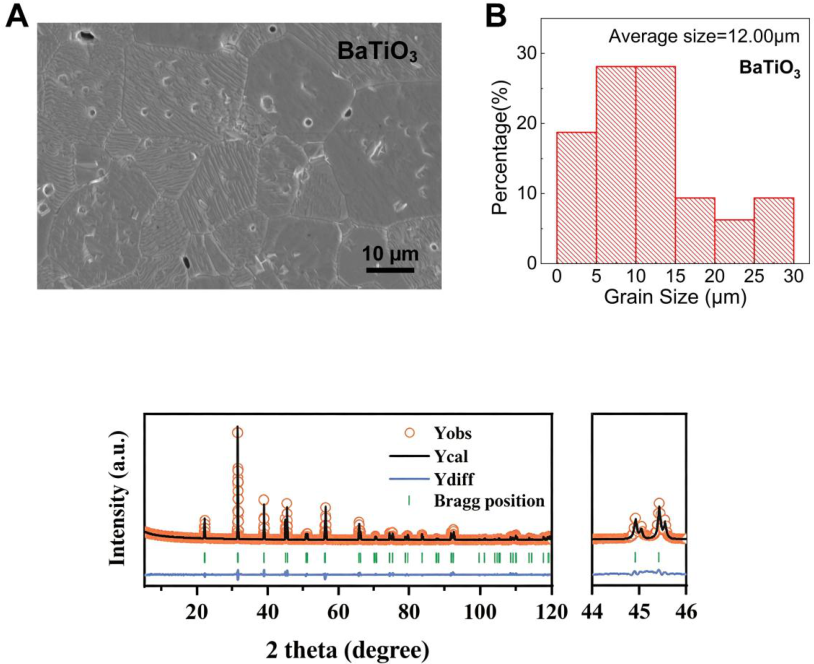 A
BaTiO₃
10 μm
B
Average size=12.00μm
BaTiO₃
Percentage(%)
30
20
10
0
0 5 10 15 20 25 30
Grain Size (μm)
Intensity (a.u.)
Yobs
Ycal
Ydiff
Bragg position
20 40 60 80 100 120
44 45 46
2 theta (degree)